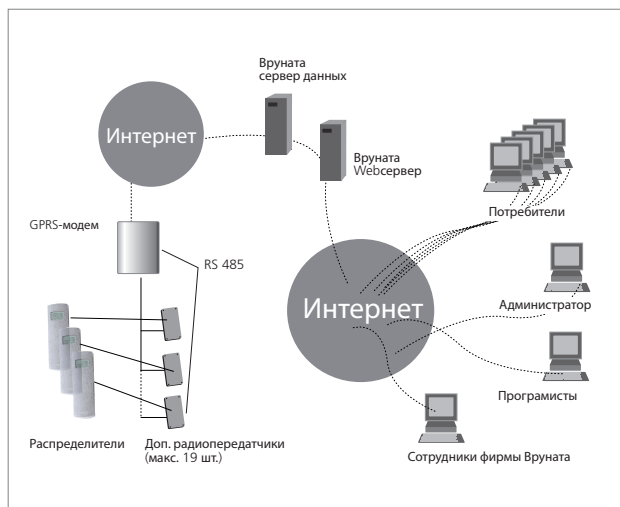 Вруната
сервер данных
Интернет
Вруната
Webсервер
Потребители
GPRS-модем
RS 485
Интернет
Администратор
Програмисты
Распределители
Доп. радиопередатчики
(макс. 19 шт.)
Сотрудники фирмы Вруната